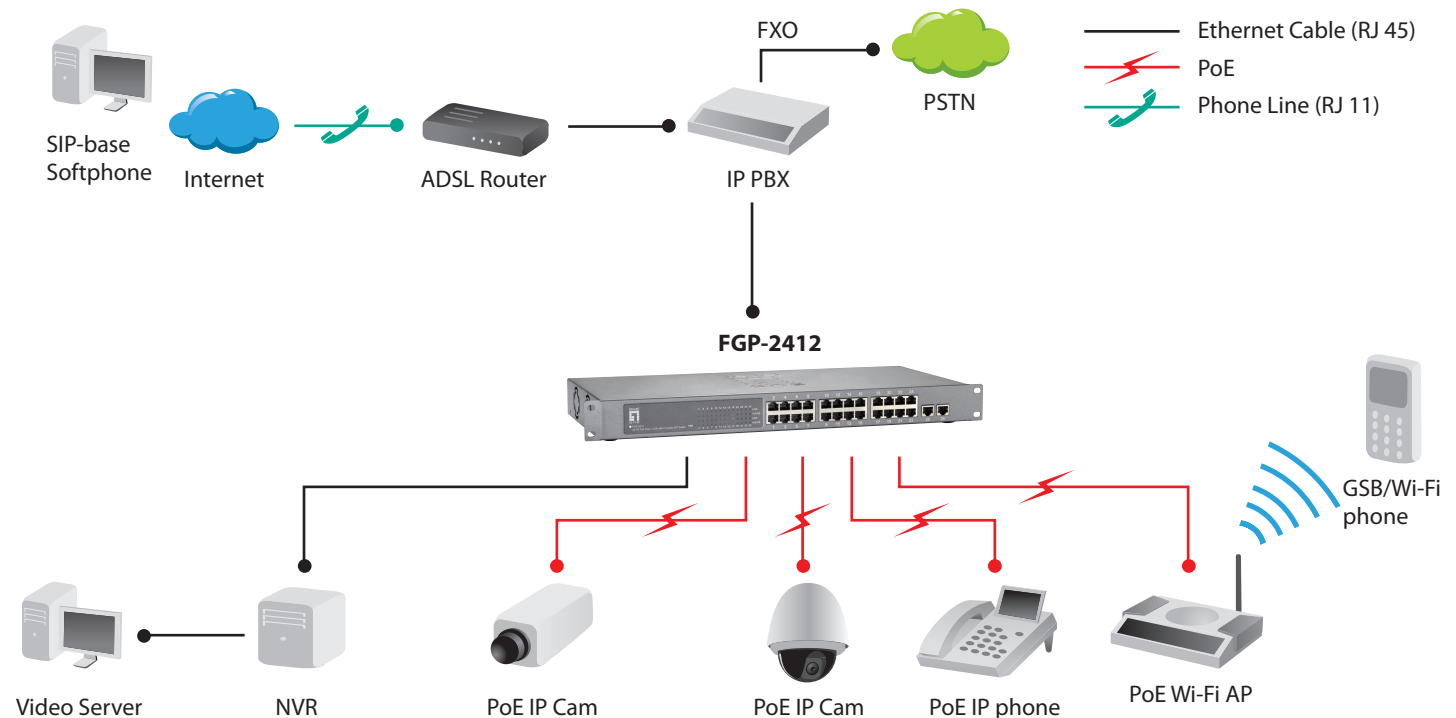 FXO
Ethernet Cable (RJ 45)
PoE
Phone Line (RJ 11)
PSTN
SIP-base
Softphone
Internet
ADSL Router
IP PBX
FGP-2412
GSB/Wi-Fi
phone
Video Server
NVR
PoE IP Cam
PoE IP Cam
PoE IP phone
PoE Wi-Fi AP